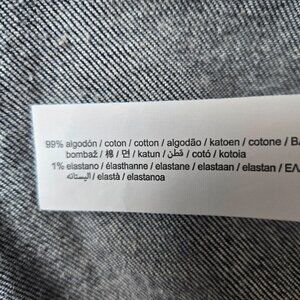 99% algodón / coton / cotton / algodão / katoen / cotone /
bombaž / 棉 / 면 / katun / قطن / cotó / kotoia
1% elastano / élasthanne / elastane / elastaan / elastan / ΕΛ
الیستانه / elastà / elastanoa